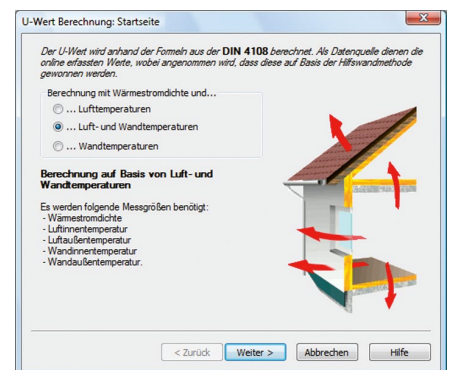 U-Wert Berechnung: Startseite
Der U-Wert wird anhand der Formeln aus der DIN 4108 berechnet. Als Datenquelle dienen die
online erfassten Werte, wobei angenommen wird, dass diese auf Basis der Hilfswandmethode
gewonnen werden.
Berechnung mit Wärmestromdichte und...
... Lufttemperaturen
... Luft- und Wandtemperaturen
... Wandtemperaturen
Berechnung auf Basis von Luft- und
Wandtemperaturen
Es werden folgende Messgrößen benötigt:
- Wärmestromdichte
- Luftinnentemperatur
- Luftaußentemperatur
- Wandinnentemperatur
- Wandaußentemperatur.
< Zurück Weiter > Abbrechen Hilfe